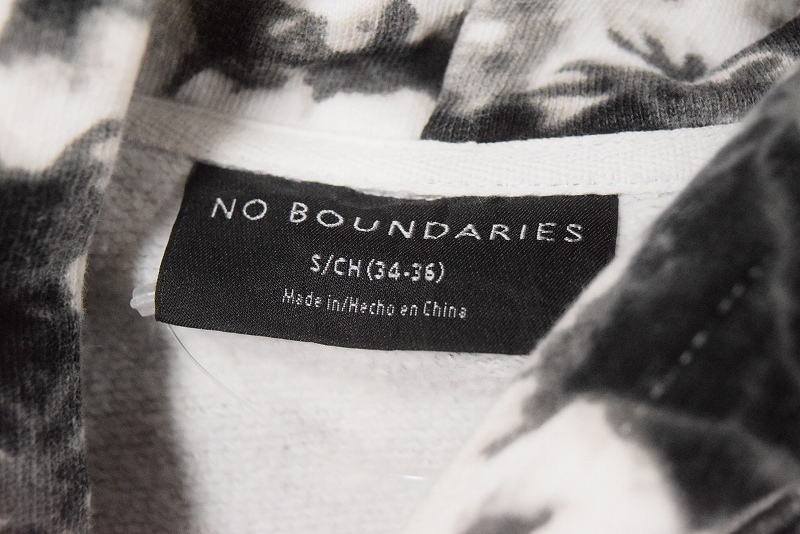 NO BOUNDARIES
S/CH (34-36)
Made in/Hecho en China